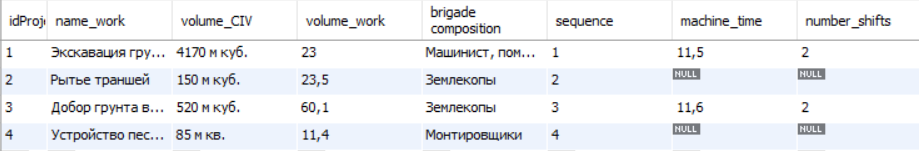 idProj name_work volume_CIV volume_work brigade composition sequence machine_time number_shifts
1 Экскавация гру... 4170 м куб. 23 Машинист, пом... 1 11,5 2
2 Рытье траншей 150 м куб. 23,5 Землекопы 2 NULL NULL
3 Добор грунта в... 520 м куб. 60,1 Землекопы 3 11,6 2
4 Устройство пес... 85 м кв. 11,4 Монтировщики 4 NULL NULL